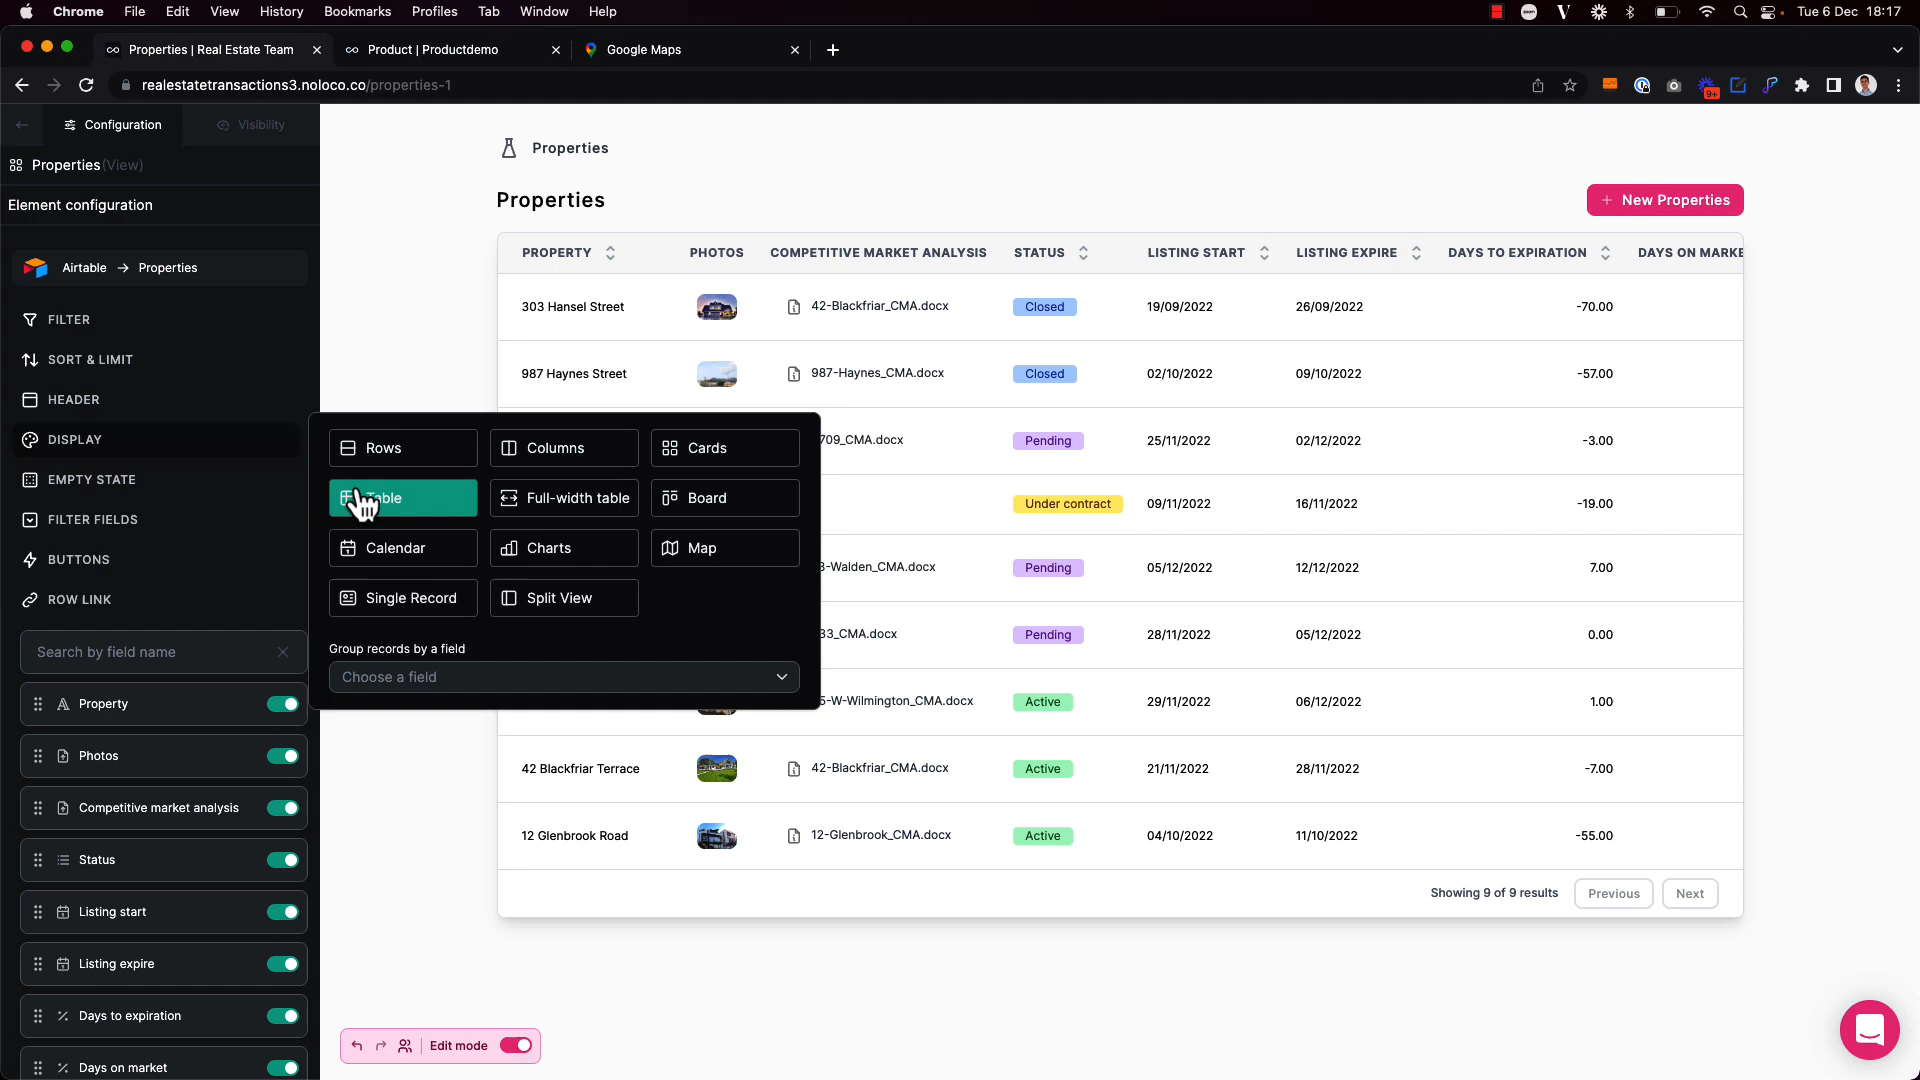 Chrome File Edit View History Bookmarks Profiles Tab Window Help
zoom
Tue 6 Dec 18:17
Properties | Real Estate Team
Product | Productdemo
Google Maps
realestatetransactions3.noloco.co/properties-1
9+
Configuration
Visibility
Properties (View)
Element configuration
Airtable → Properties
FILTER
SORT & LIMIT
HEADER
DISPLAY
EMPTY STATE
FILTER FIELDS
BUTTONS
ROW LINK
Search by field name
Property
Photos
Competitive market analysis
Status
Listing start
Listing expire
Days to expiration
Days on market
Rows
Columns
Cards
Full-width table
Board
Calendar
Charts
Map
Single Record
Split View
Group records by a field
Choose a field
Properties
Properties
+ New Properties
PROPERTY PHOTOS COMPETITIVE MARKET ANALYSIS STATUS LISTING START LISTING EXPIRE DAYS TO EXPIRATION DAYS ON MARKE
303 Hansel Street 42-Blackfriar_CMA.docx Closed 19/09/2022 26/09/2022 -70.00
987 Haynes Street 987-Haynes_CMA.docx Closed 02/10/2022 09/10/2022 -57.00
709_CMA.docx Pending 25/11/2022 02/12/2022 -3.00
Under contract 09/11/2022 16/11/2022 -19.00
-Walden_CMA.docx Pending 05/12/2022 12/12/2022 7.00
33_CMA.docx Pending 28/11/2022 05/12/2022 0.00
5-W-Wilmington_CMA.docx Active 29/11/2022 06/12/2022 1.00
42 Blackfriar Terrace 42-Blackfriar_CMA.docx Active 21/11/2022 28/11/2022 -7.00
12 Glenbrook Road 12-Glenbrook_CMA.docx Active 04/10/2022 11/10/2022 -55.00
Showing 9 of 9 results Previous Next
Edit mode